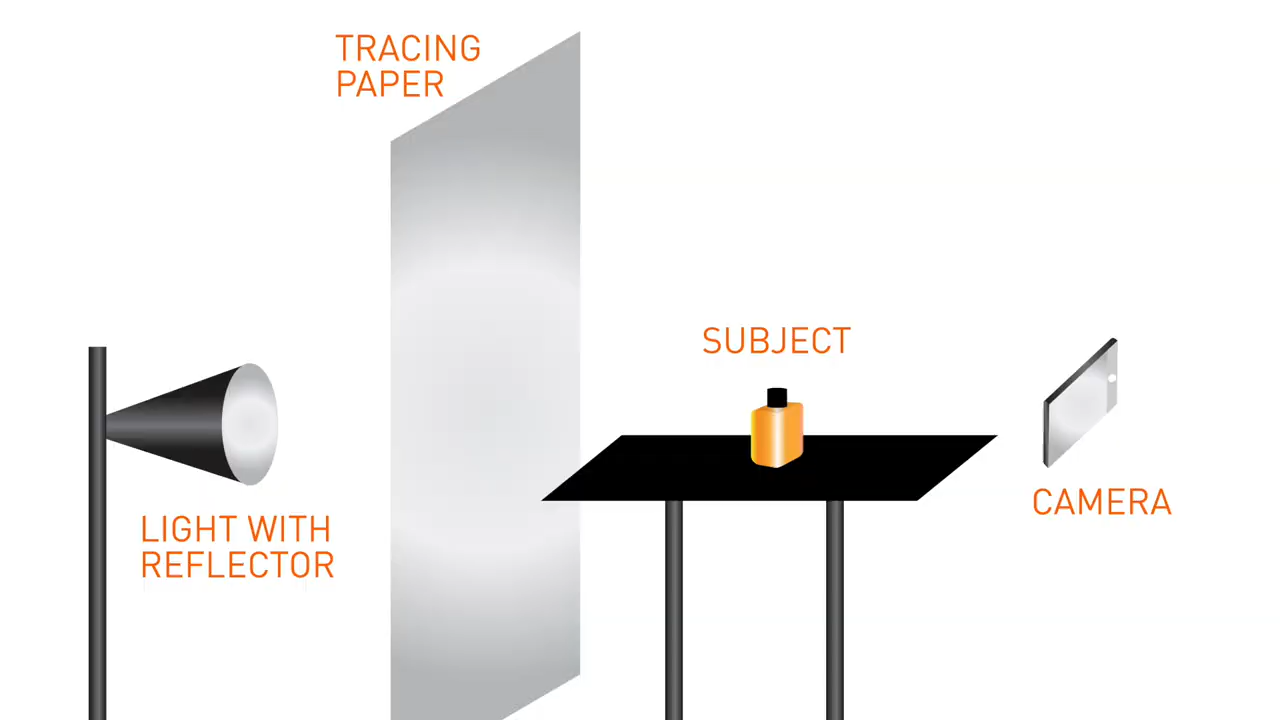 TRACING
PAPER
SUBJECT
CAMERA
LIGHT WITH
REFLECTOR